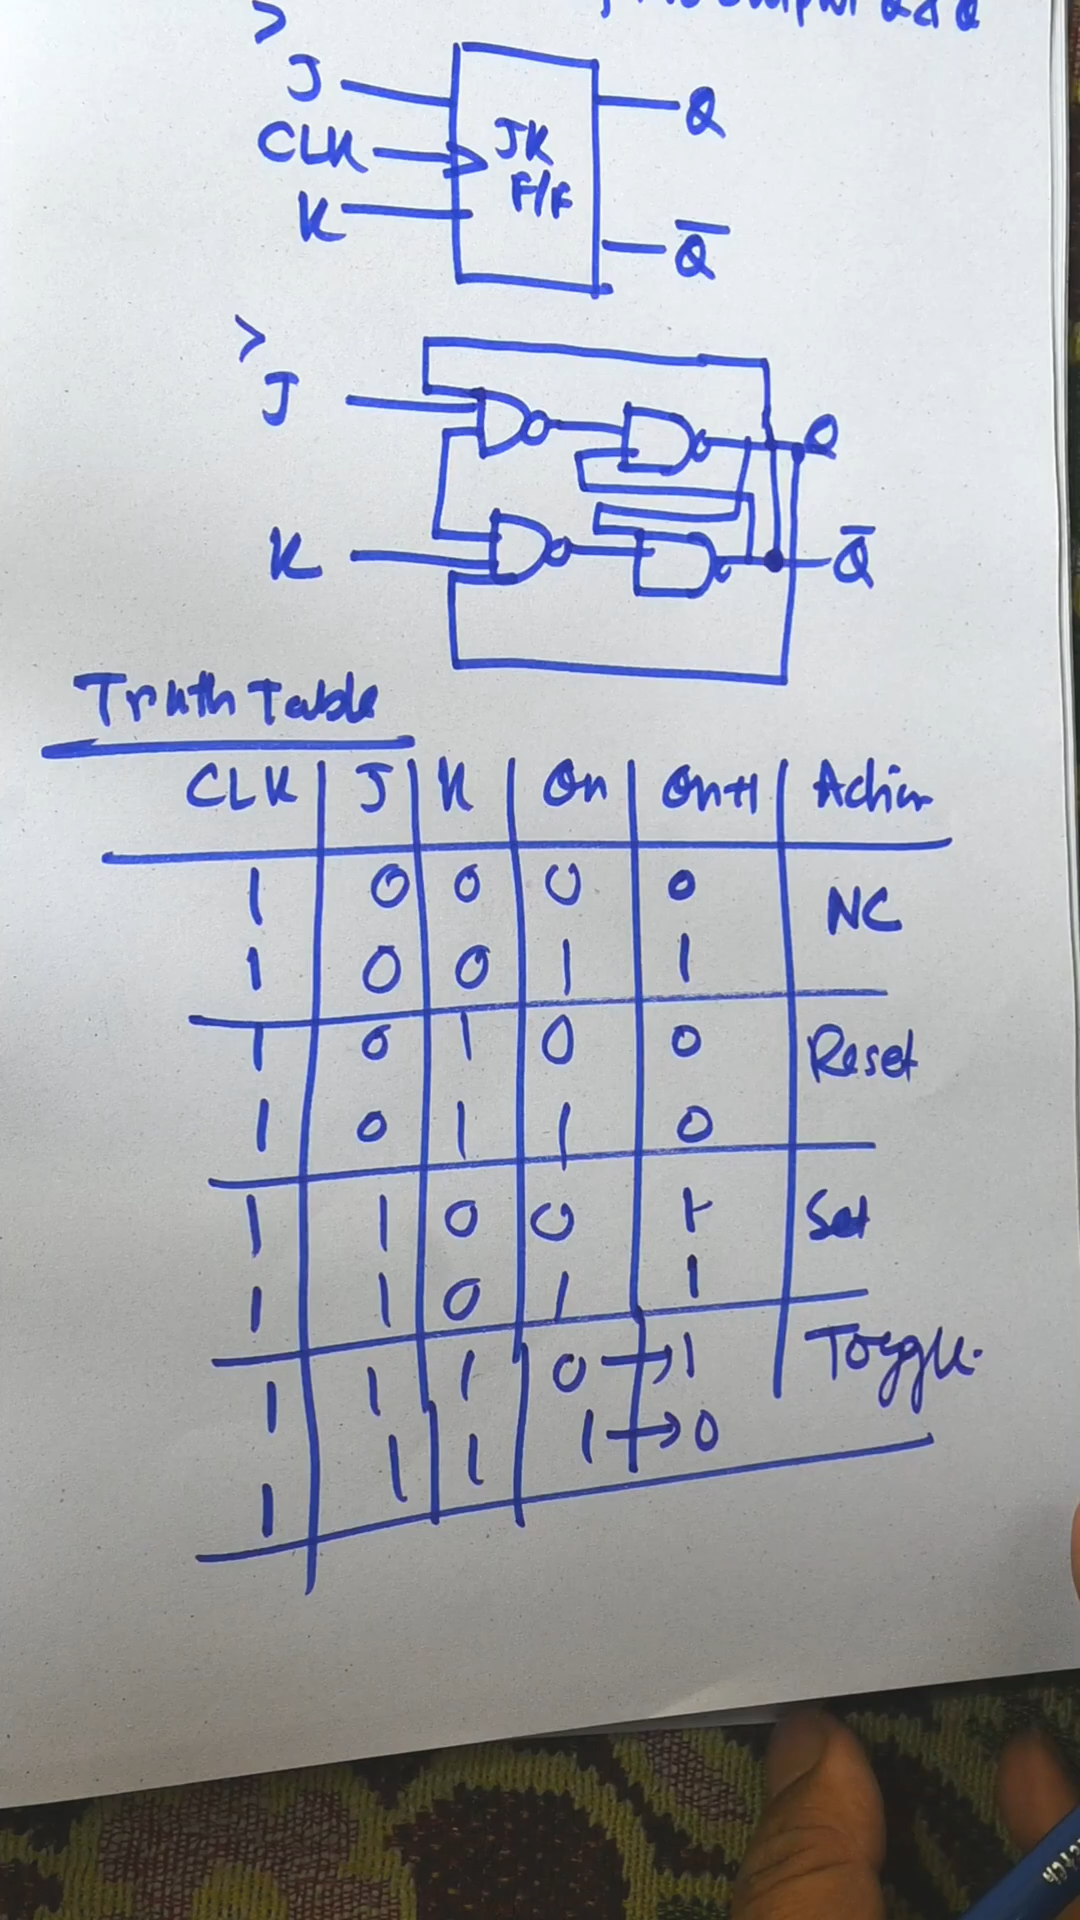 output Q & Q
>
J
CLK
K
JK
F/F
Q
Q̅
>
J
K
Q
Q̅
Truth Table
CLK J K Qn Qn+1 Action
1 0 0 0 0 NC
1 0 0 1 1
1 0 1 0 0 Reset
1 0 1 1 0
1 1 0 0 1 Set
1 1 0 1 1
1 1 1 0 → 1 Toggle.
1 1 1 1 → 0